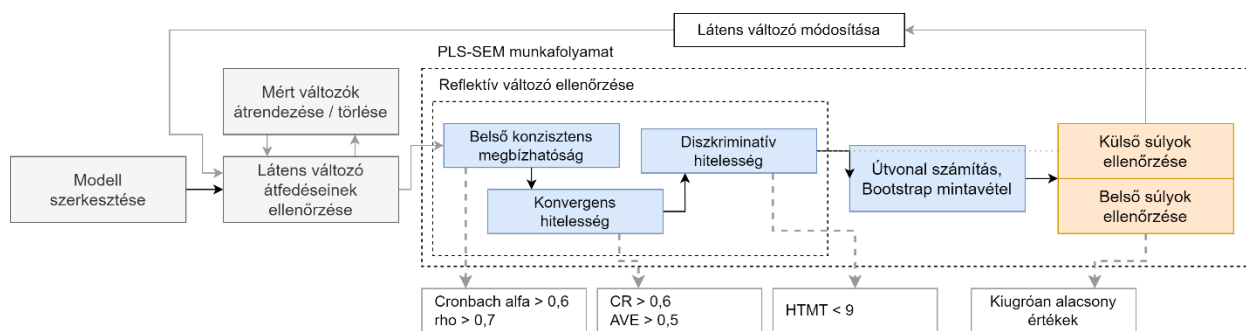 Látens változó módosítása
PLS-SEM munkafolyamat
Reflektív változó ellenőrzése
Mért változók
átrendezése / törlése
Belső konzisztens
megbízhatóság
Diszkriminatív
hitelesség
Külső súlyok
ellenőrzése
Modell
szerkesztése
Látens változó
átfedéseinek
ellenőrzése
Útvonal számítás,
Bootstrap mintavétel
Konvergens
hitelesség
Belső súlyok
ellenőrzése
Cronbach alfa > 0,6
rho > 0,7
CR > 0,6
AVE > 0,5
HTMT < 9
Kiugróan alacsony
értékek